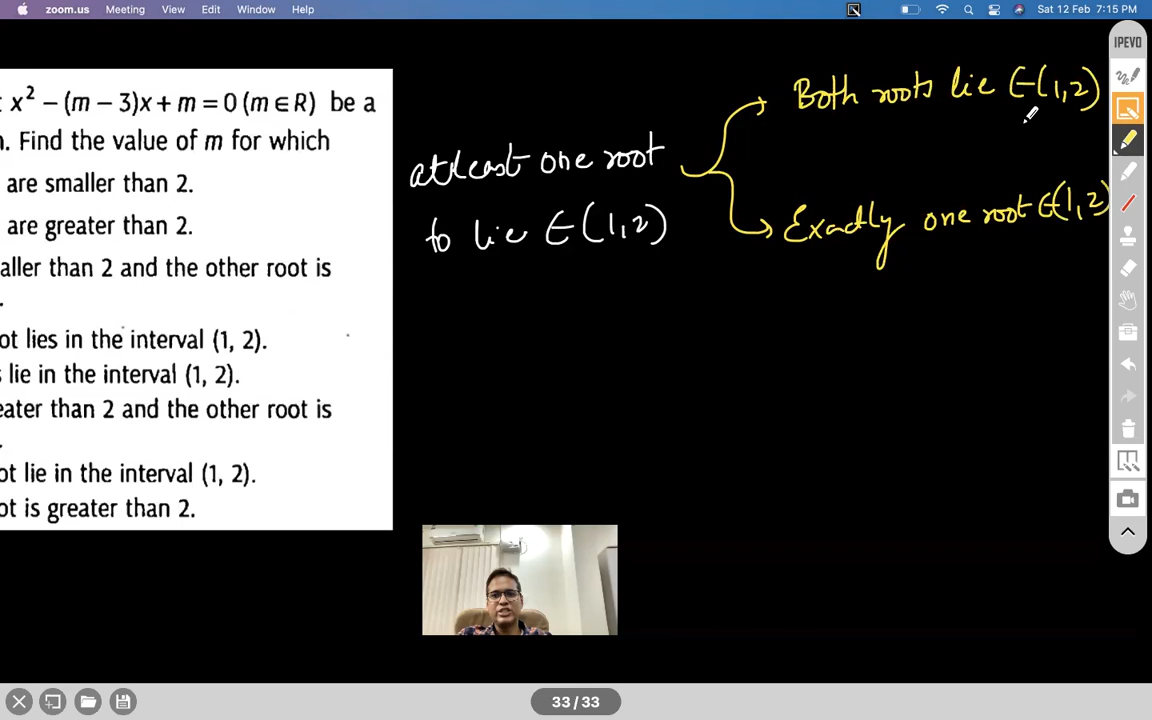 zoom.us Meeting View Edit Window Help Sat 12 Feb 7:15 PM
IPEVO
x² − (m − 3)x + m = 0 (m ∈ R) be a
. Find the value of m for which
are smaller than 2.
are greater than 2.
aller than 2 and the other root is
.
ot lies in the interval (1, 2).
s lie in the interval (1, 2).
eater than 2 and the other root is
.
ot lie in the interval (1, 2).
ot is greater than 2.
atleast one root
to lie ∈ (1,2)
Both roots lie ∈ (1,2)
Exactly one root ∈ (1,2)
33/33